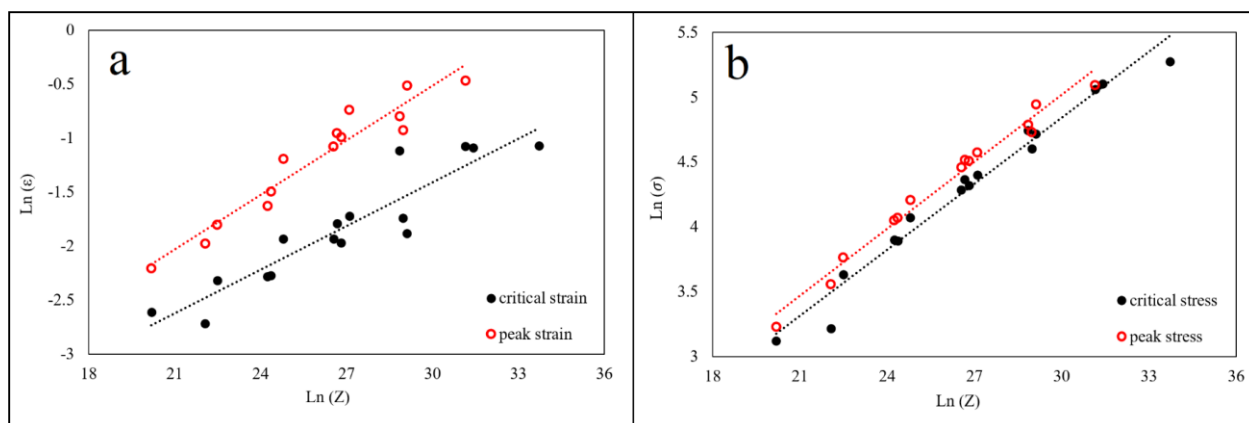 a
0
-0.5
-1
-1.5
-2
-2.5
-3
18 21 24 27 30 33 36
Ln (ε)
Ln (Z)
critical strain
peak strain
b
5.5
5
4.5
4
3.5
3
18 21 24 27 30 33 36
Ln (σ)
Ln (Z)
critical stress
peak stress